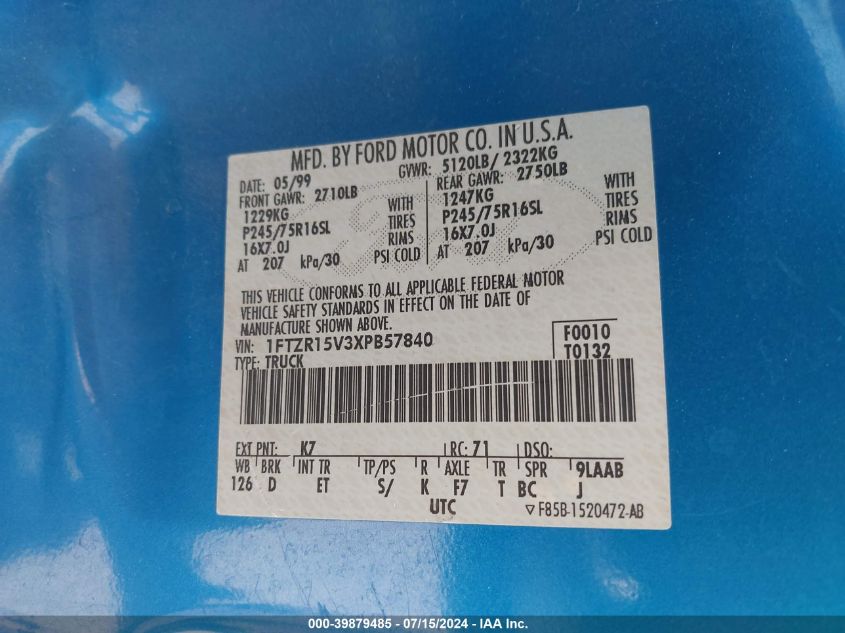 MFD. BY FORD MOTOR CO. IN U.S.A.
DATE: 05/99 GVWR: 5120LB/ 2322KG
FRONT GAWR: 2710LB REAR GAWR: 2750LB
1229KG WITH 1247KG WITH
P245/75R16SL TIRES P245/75R16SL TIRES
16X7.0J RIMS 16X7.0J RIMS
AT 207 kPa/30 PSI COLD AT 207 kPa/30 PSI COLD
THIS VEHICLE CONFORMS TO ALL APPLICABLE FEDERAL MOTOR
VEHICLE SAFETY STANDARDS IN EFFECT ON THE DATE OF
MANUFACTURE SHOWN ABOVE.
VIN: 1FTZR15V3XPB57840 F0010
TYPE: TRUCK T0132
EXT PNT: K7 RC: 71 DSO:
WB BRK INT TR TP/PS R AXLE TR SPR 9LAAB
126 D ET S/ K F7 T BC J
UTC ▽ F85B-1520472-AB
000-39879485 - 07/15/2024 - IAA Inc.